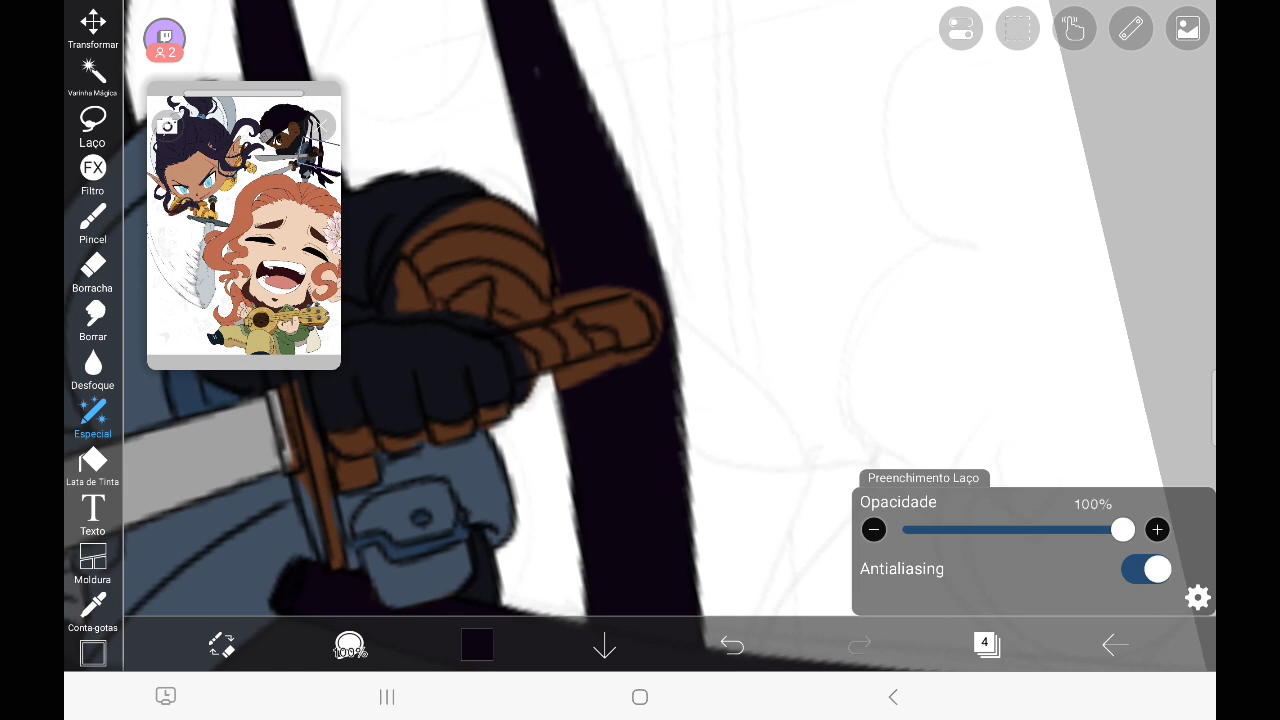 Transformar
2
Varinha Mágica
Laço
FX
Filtro
Pincel
Borracha
Borrar
Desfoque
Especial
Lata de Tinta
T
Texto
Moldura
Conta-gotas
Preenchimento Laço
Opacidade 100%
Antialiasing
100%
4